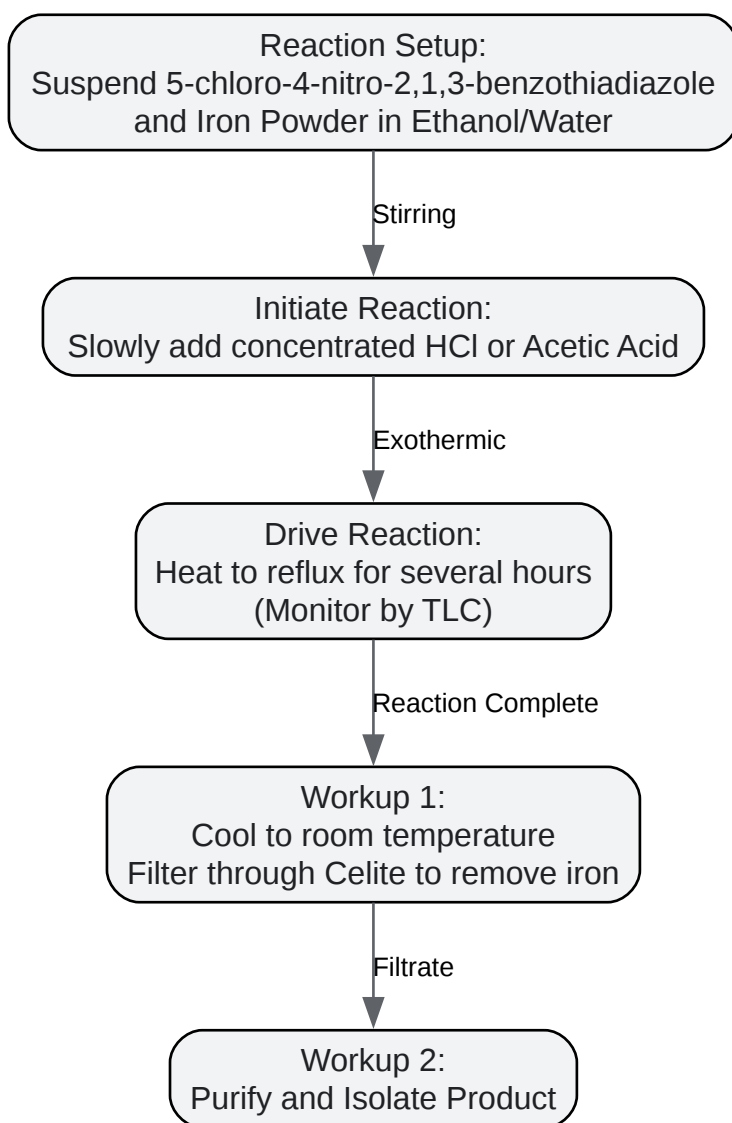 Reaction Setup:
Suspend 5-chloro-4-nitro-2,1,3-benzothiadiazole
and Iron Powder in Ethanol/Water
Stirring
Initiate Reaction:
Slowly add concentrated HCl or Acetic Acid
Exothermic
Drive Reaction:
Heat to reflux for several hours
(Monitor by TLC)
Reaction Complete
Workup 1:
Cool to room temperature
Filter through Celite to remove iron
Filtrate
Workup 2:
Purify and Isolate Product